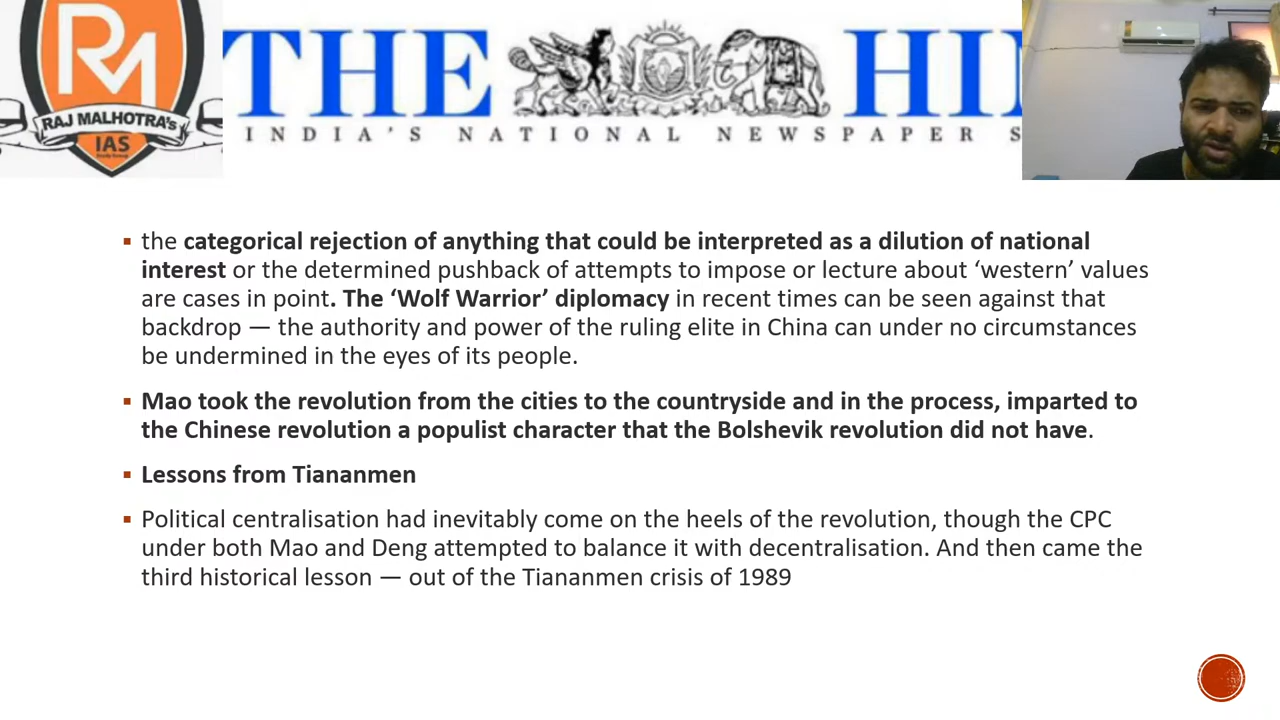 RM
RAJ MALHOTRA's
IAS
Study Group
THE HI
INDIA'S NATIONAL NEWSPAPER S
the categorical rejection of anything that could be interpreted as a dilution of national
interest or the determined pushback of attempts to impose or lecture about ‘western’ values
are cases in point. The ‘Wolf Warrior’ diplomacy in recent times can be seen against that
backdrop — the authority and power of the ruling elite in China can under no circumstances
be undermined in the eyes of its people.
Mao took the revolution from the cities to the countryside and in the process, imparted to
the Chinese revolution a populist character that the Bolshevik revolution did not have.
Lessons from Tiananmen
Political centralisation had inevitably come on the heels of the revolution, though the CPC
under both Mao and Deng attempted to balance it with decentralisation. And then came the
third historical lesson — out of the Tiananmen crisis of 1989